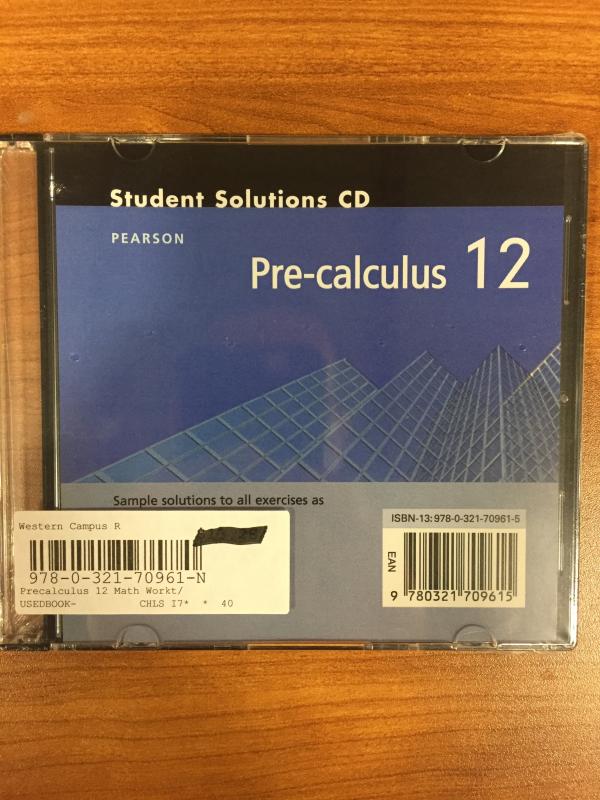 Student Solutions CD
PEARSON
Pre-calculus 12
Sample solutions to all exercises as
Western Campus R
978-0-321-70961-N
Precalculus 12 Math Workt/
USEDBOOK- CHLS I7* * 40
ISBN-13: 978-0-321-70961-5
EAN
9 780321 709615